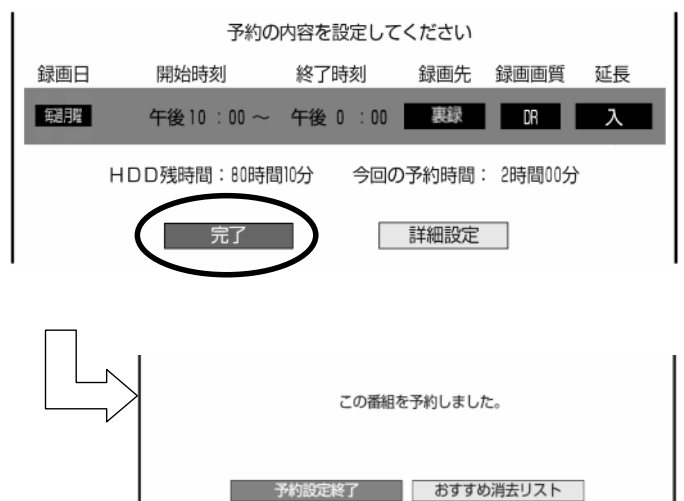 予約の内容を設定してください
録画日 開始時刻 終了時刻 録画先 録画画質 延長
毎週月曜 午後10：00～ 午後 0：00 裏録 DR 入
HDD残時間：80時間10分 今回の予約時間： 2時間00分
完了 詳細設定
この番組を予約しました。
予約設定終了 おすすめ消去リスト